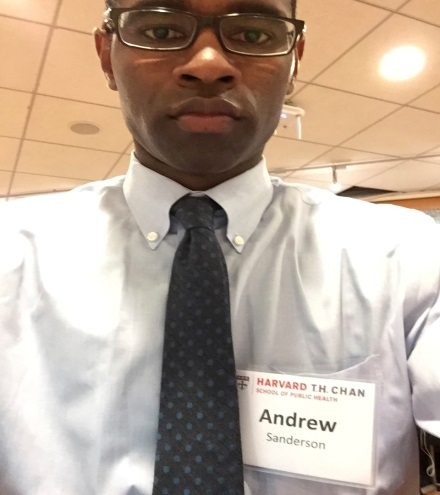 HARVARD T.H. CHAN
SCHOOL OF PUBLIC HEALTH
Andrew
Sanderson